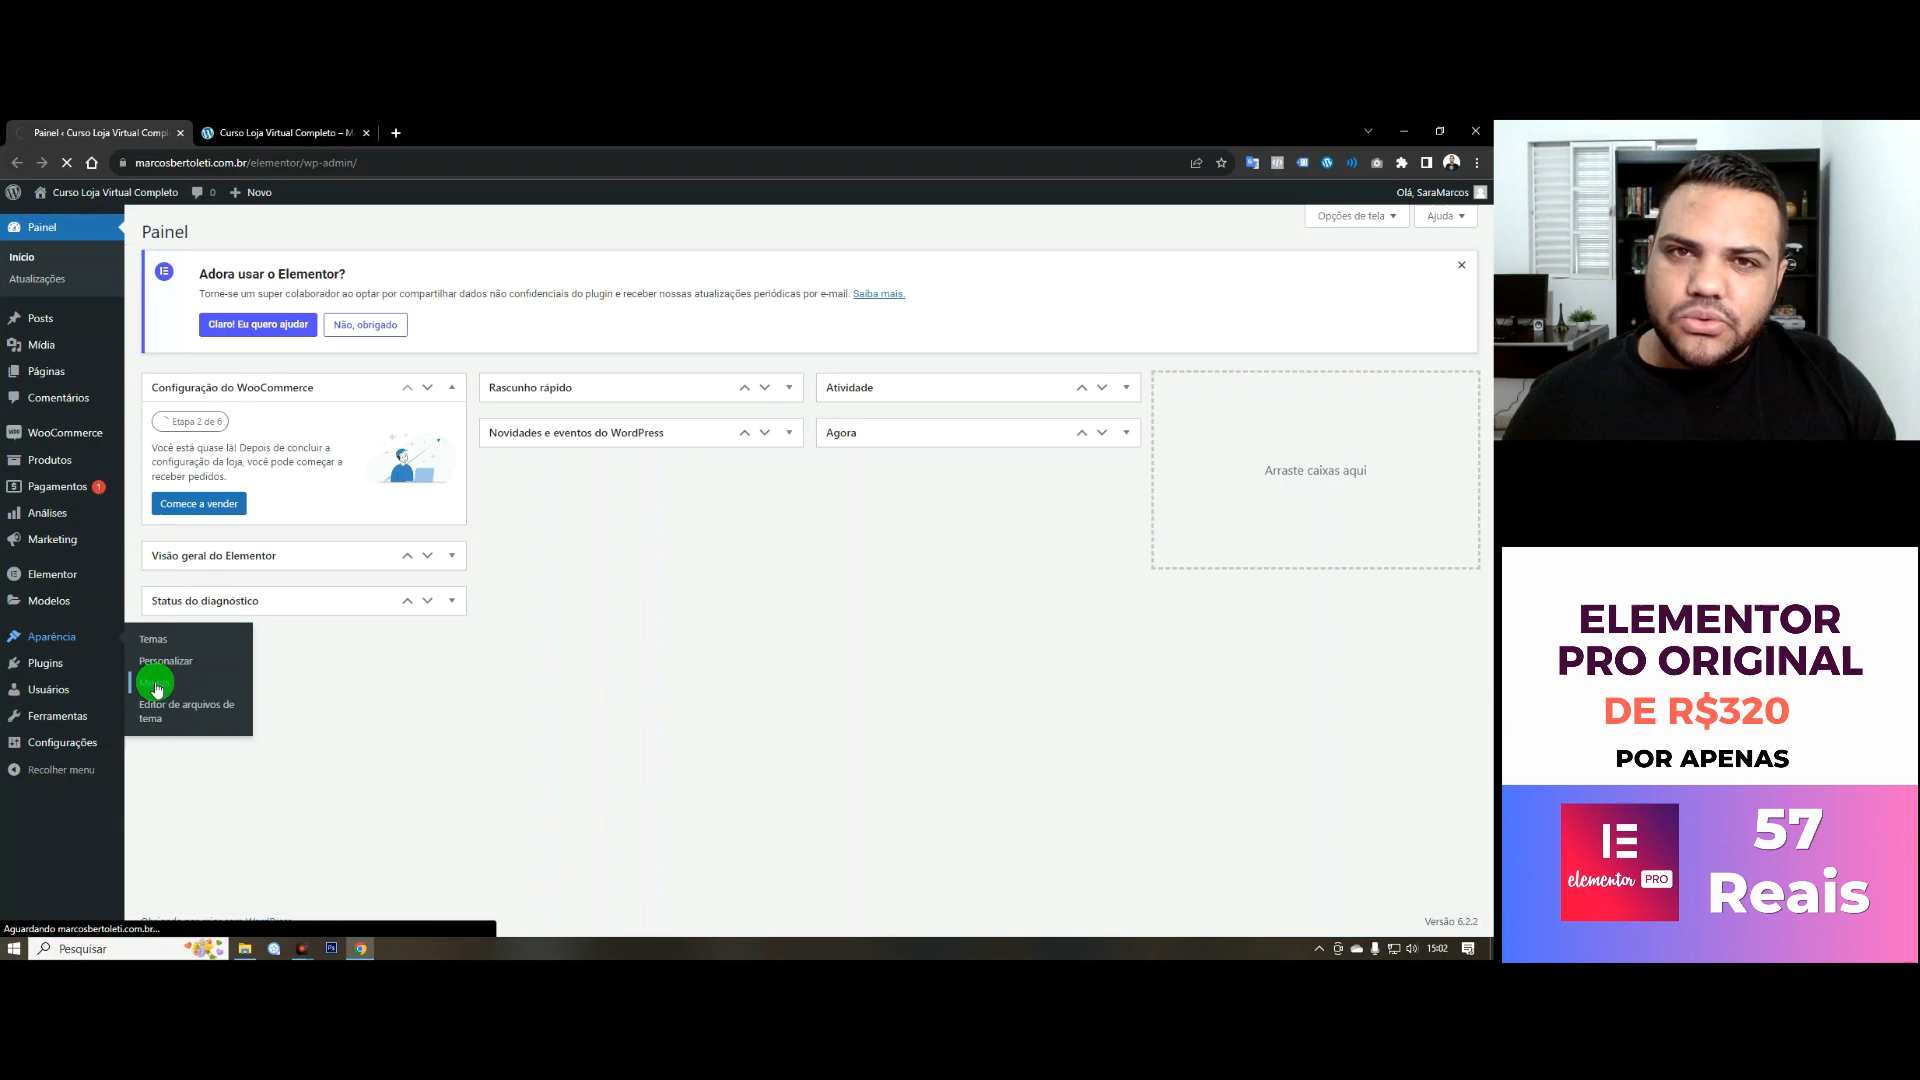 Painel ‹ Curso Loja Virtual Compl
Curso Loja Virtual Completo – M
marcosbertoleti.com.br/elementor/wp-admin/
Curso Loja Virtual Completo
0
Novo
Olá, SaraMarcos
Painel
Início
Atualizações
Posts
Mídia
Páginas
Comentários
WooCommerce
Produtos
Pagamentos 1
Análises
Marketing
Elementor
Modelos
Aparência
Plugins
Usuários
Ferramentas
Configurações
Recolher menu
Temas
Personalizar
Menus
Editor de arquivos de
tema
Painel
Opções de tela
Ajuda
Adora usar o Elementor?
Torne-se um super colaborador ao optar por compartilhar dados não confidenciais do plugin e receber nossas atualizações periódicas por e-mail. Saiba mais.
Claro! Eu quero ajudar
Não, obrigado
Configuração do WooCommerce
Etapa 2 de 6
Você está quase lá! Depois de concluir a
configuração da loja, você pode começar a
receber pedidos.
Comece a vender
Visão geral do Elementor
Status do diagnóstico
Rascunho rápido
Novidades e eventos do WordPress
Atividade
Agora
Arraste caixas aqui
Versão 6.2.2
Aguardando marcosbertoleti.com.br...
Pesquisar
Ps
15:02
ELEMENTOR
PRO ORIGINAL
DE R$320
POR APENAS
elementor PRO
57
Reais